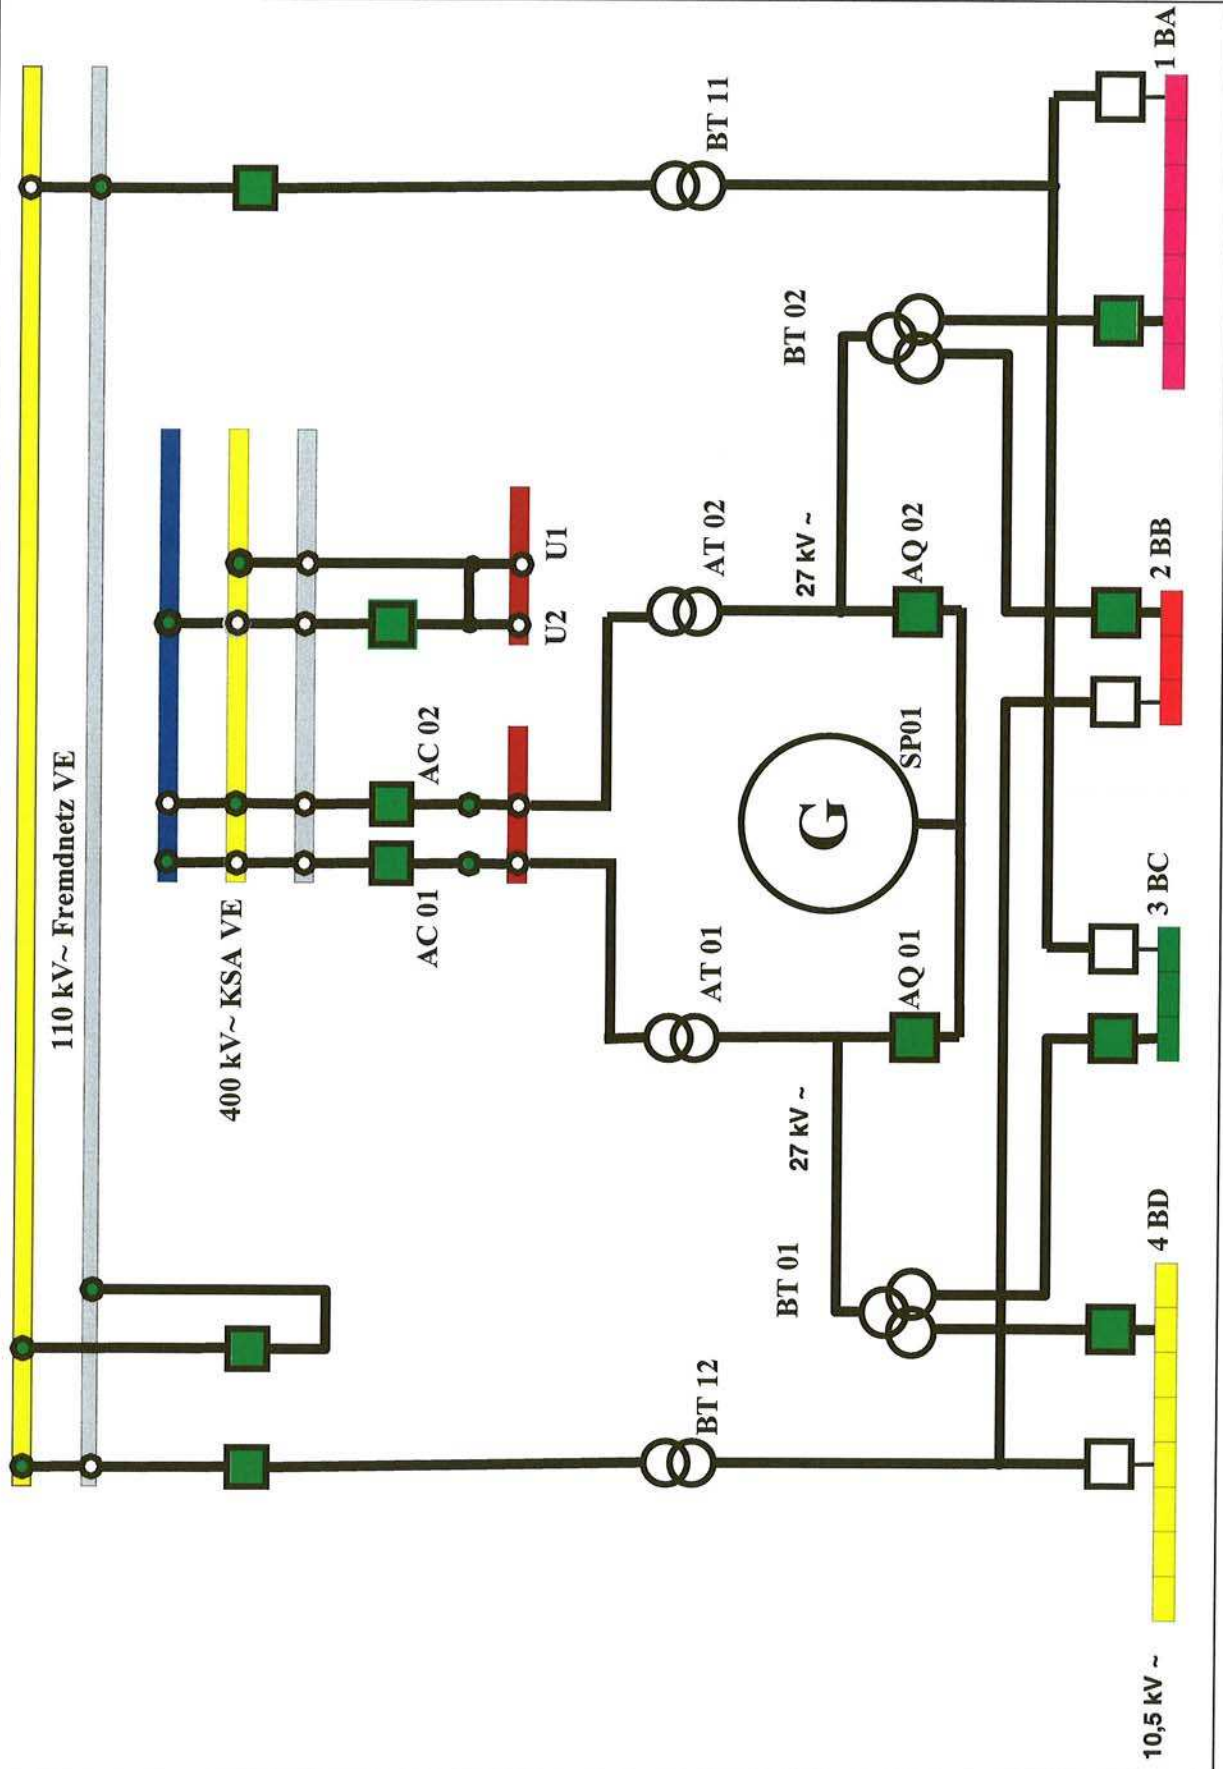 110 kV~ Fremdnetz VE
400 kV~ KSA VE
AC 01
AC 02
U2
U1
BT 12
AT 01
AT 02
BT 11
BT 01
27 kV ~
27 kV ~
BT 02
G
AQ 01
SP01
AQ 02
10,5 kV ~
4 BD
3 BC
2 BB
1 BA